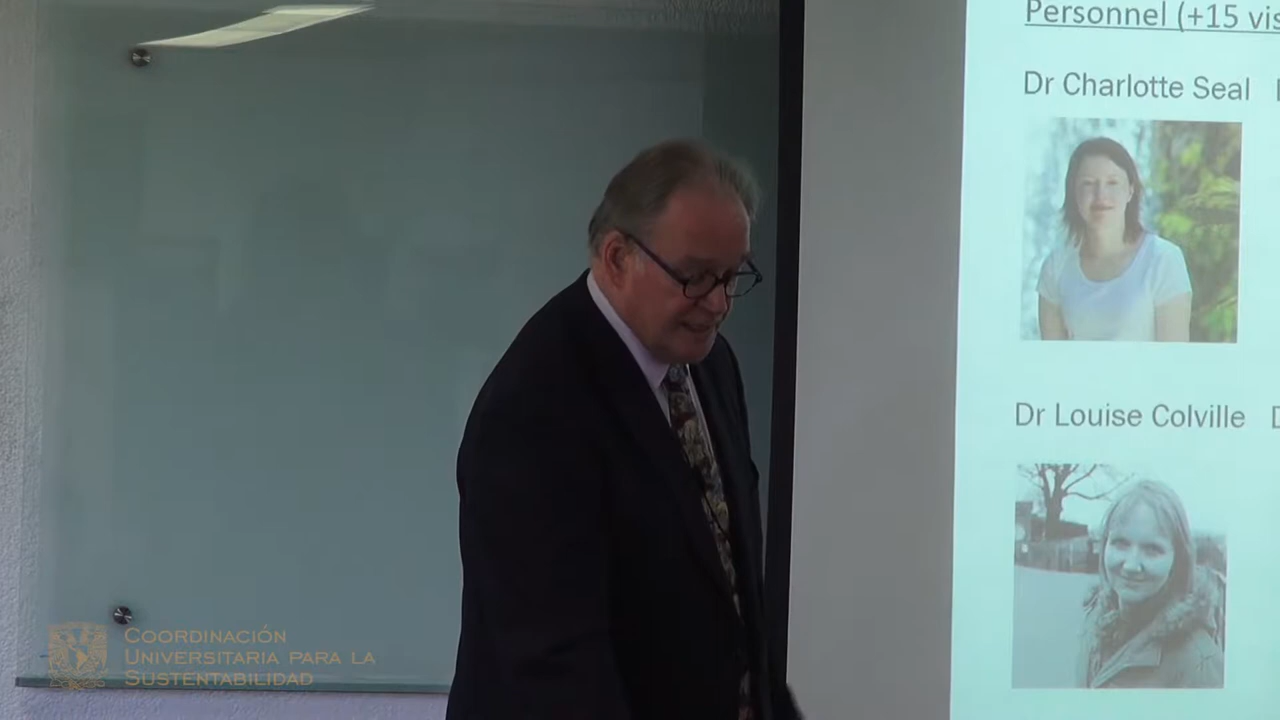 Personnel (+15 vis
Dr Charlotte Seal
Dr Louise Colville
COORDINACIÓN
UNIVERSITARIA PARA LA
SUSTENTABILIDAD